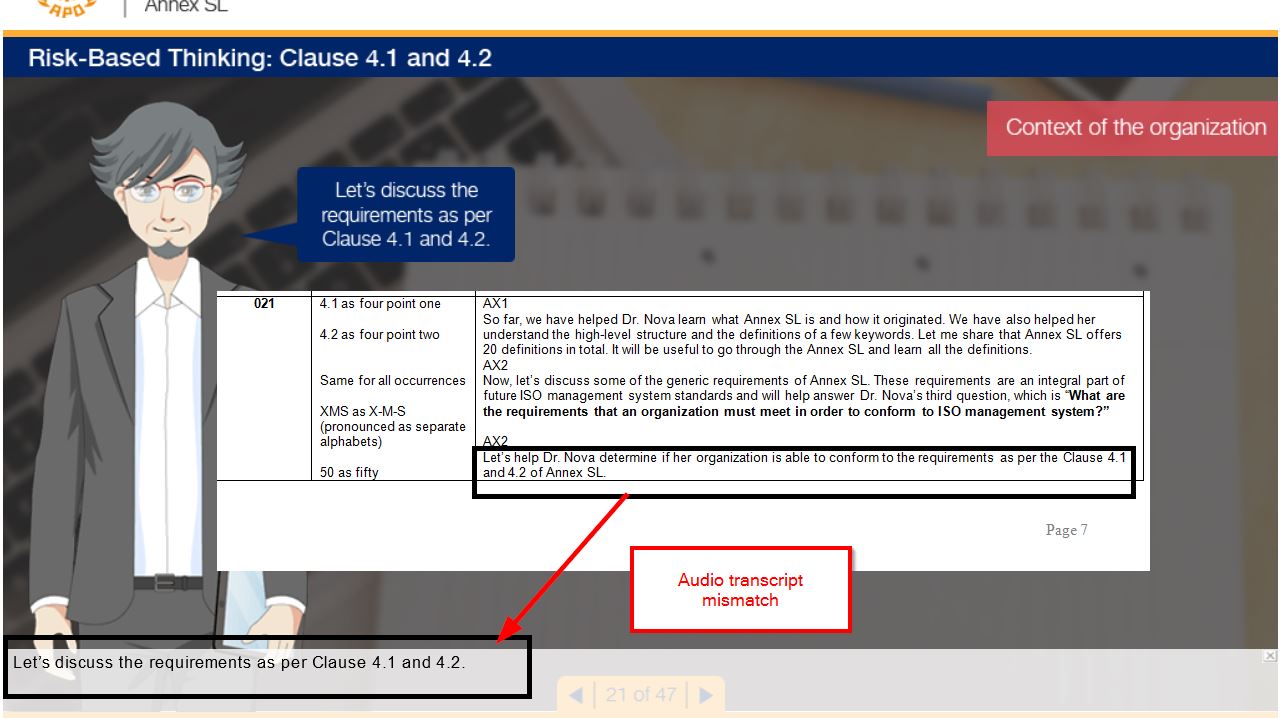 APO
Annex SL
Risk-Based Thinking: Clause 4.1 and 4.2
Context of the organization
Let's discuss the
requirements as per
Clause 4.1 and 4.2.
021
4.1 as four point one
4.2 as four point two
Same for all occurrences
XMS as X-M-S
(pronounced as separate
alphabets)
50 as fifty
AX1
So far, we have helped Dr. Nova learn what Annex SL is and how it originated. We have also helped her
understand the high-level structure and the definitions of a few keywords. Let me share that Annex SL offers
20 definitions in total. It will be useful to go through the Annex SL and learn all the definitions.
AX2
Now, let's discuss some of the generic requirements of Annex SL. These requirements are an integral part of
future ISO management system standards and will help answer Dr. Nova's third question, which is “What are
the requirements that an organization must meet in order to conform to ISO management system?”
AX2
Let's help Dr. Nova determine if her organization is able to conform to the requirements as per the Clause 4.1
and 4.2 of Annex SL.
Page 7
Audio transcript
mismatch
Let's discuss the requirements as per Clause 4.1 and 4.2.
21 of 47